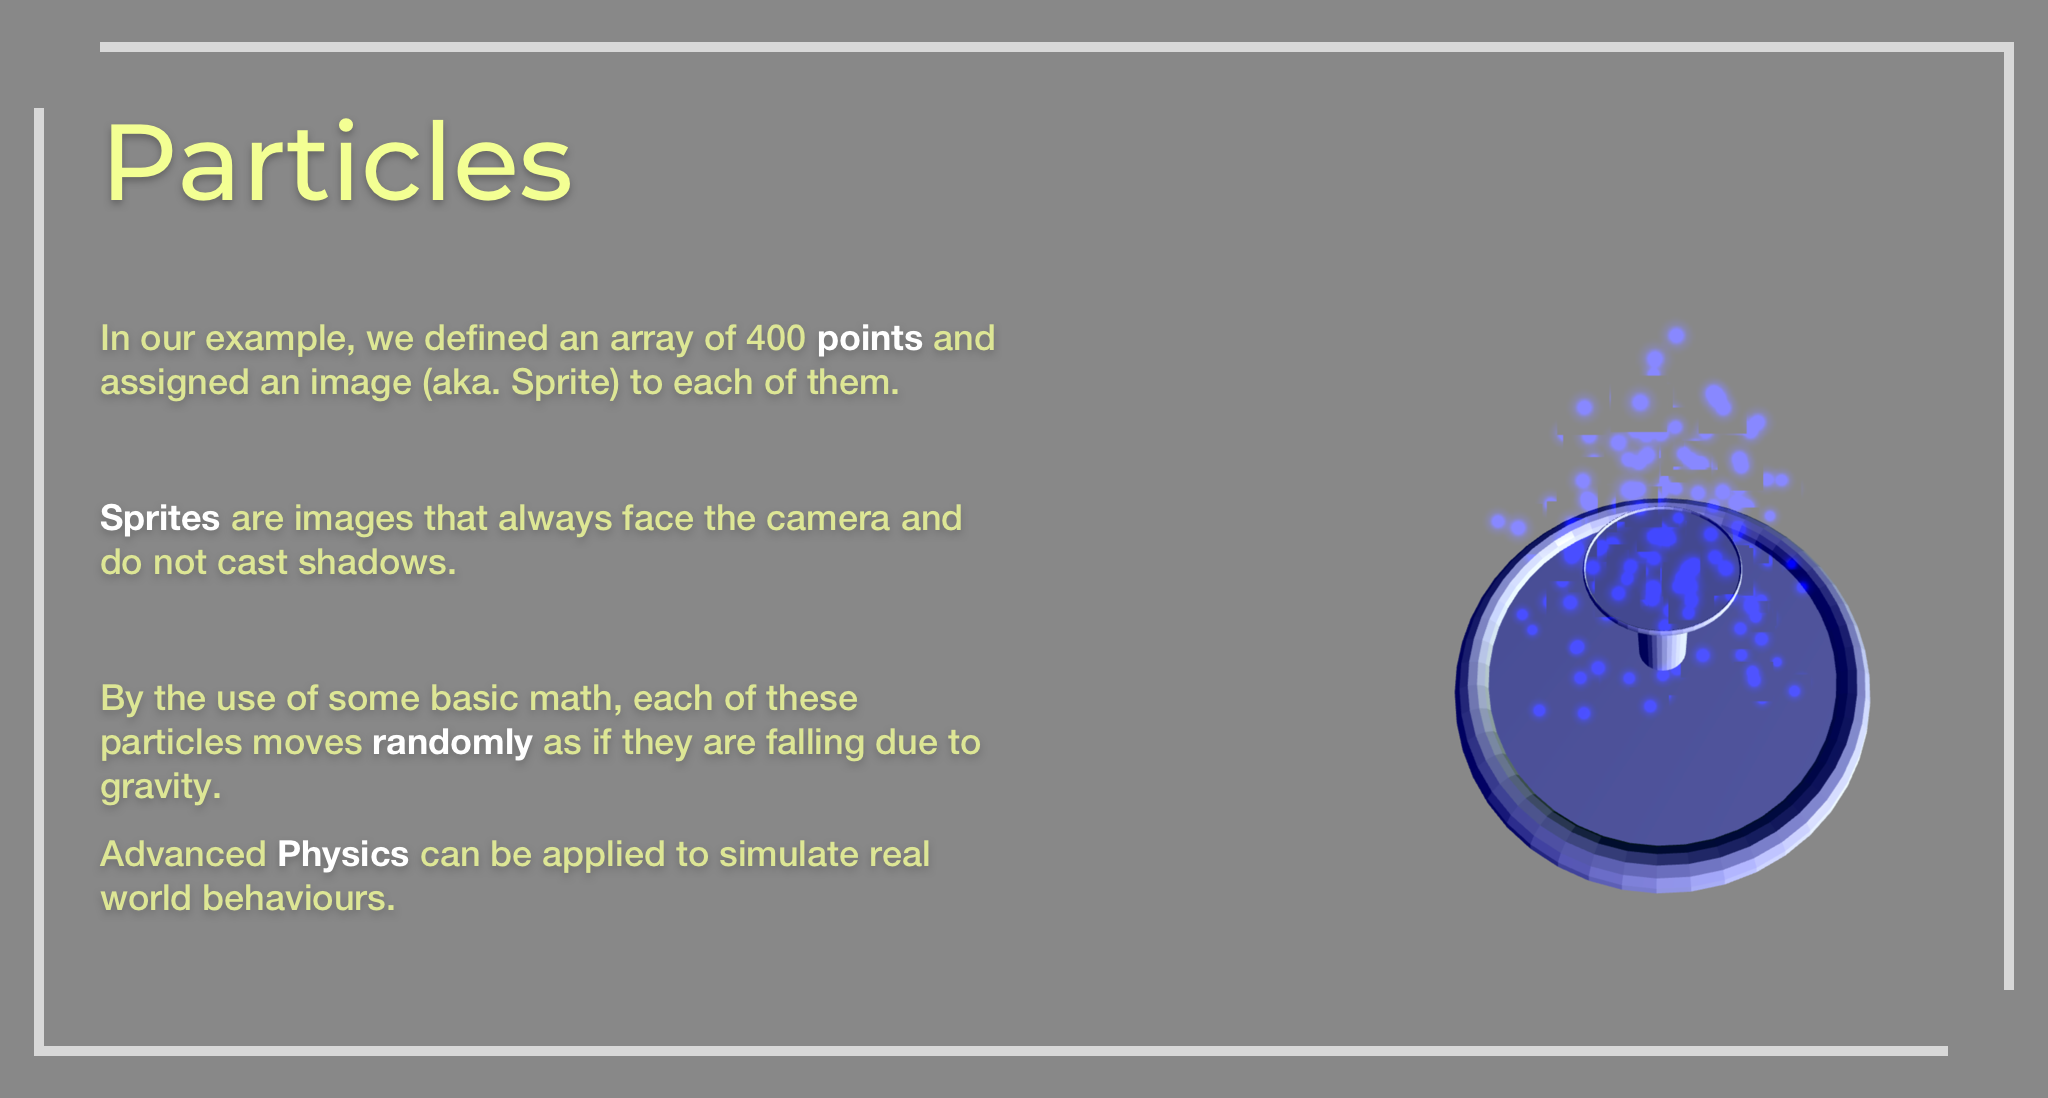 Particles
In our example, we defined an array of 400 points and
assigned an image (aka. Sprite) to each of them.
Sprites are images that always face the camera and
do not cast shadows.
By the use of some basic math, each of these
particles moves randomly as if they are falling due to
gravity.
Advanced Physics can be applied to simulate real
world behaviours.